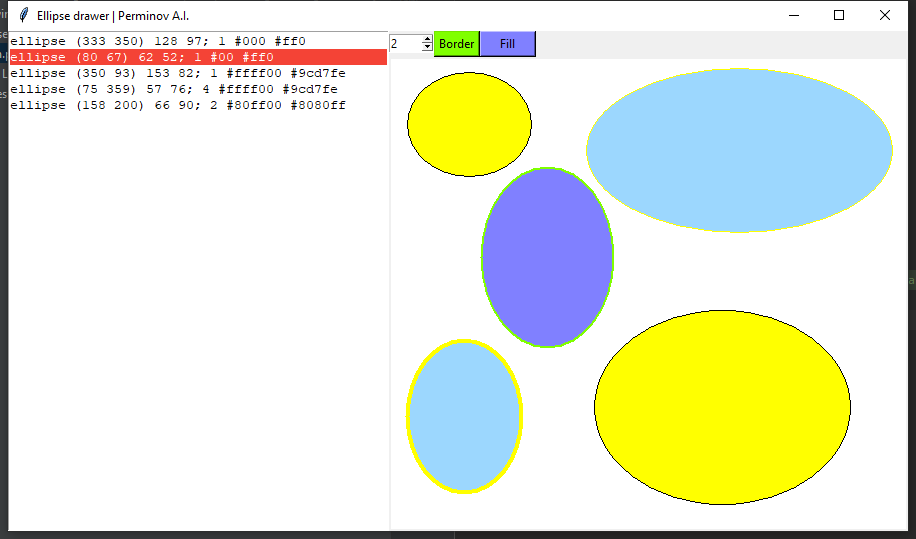 Ellipse drawer | Perminov A.I.
ellipse (333 350) 128 97; 1 #000 #ff0
ellipse (80 67) 62 52; 1 #00 #ff0
ellipse (350 93) 153 82; 1 #ffff00 #9cd7fe
ellipse (75 359) 57 76; 4 #ffff00 #9cd7fe
ellipse (158 200) 66 90; 2 #80ff00 #8080ff
2 Border Fill